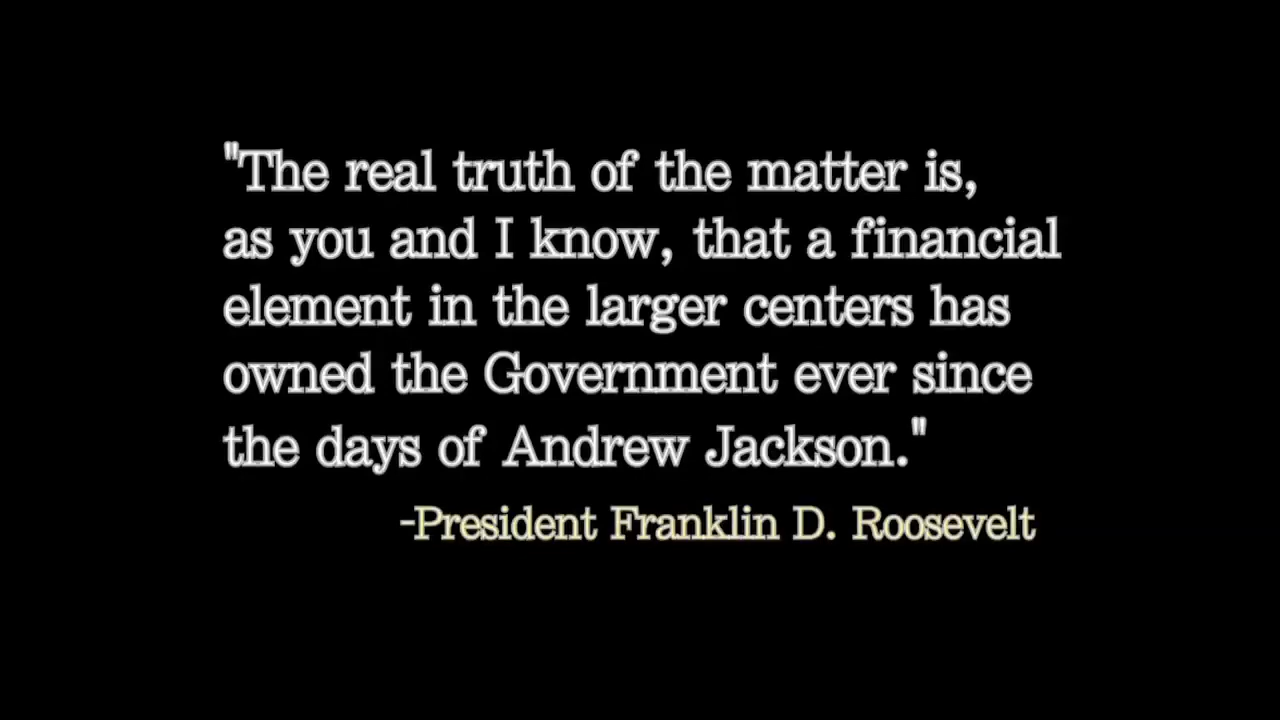 "The real truth of the matter is,
as you and I know, that a financial
element in the larger centers has
owned the Government ever since
the days of Andrew Jackson."
-President Franklin D. Roosevelt